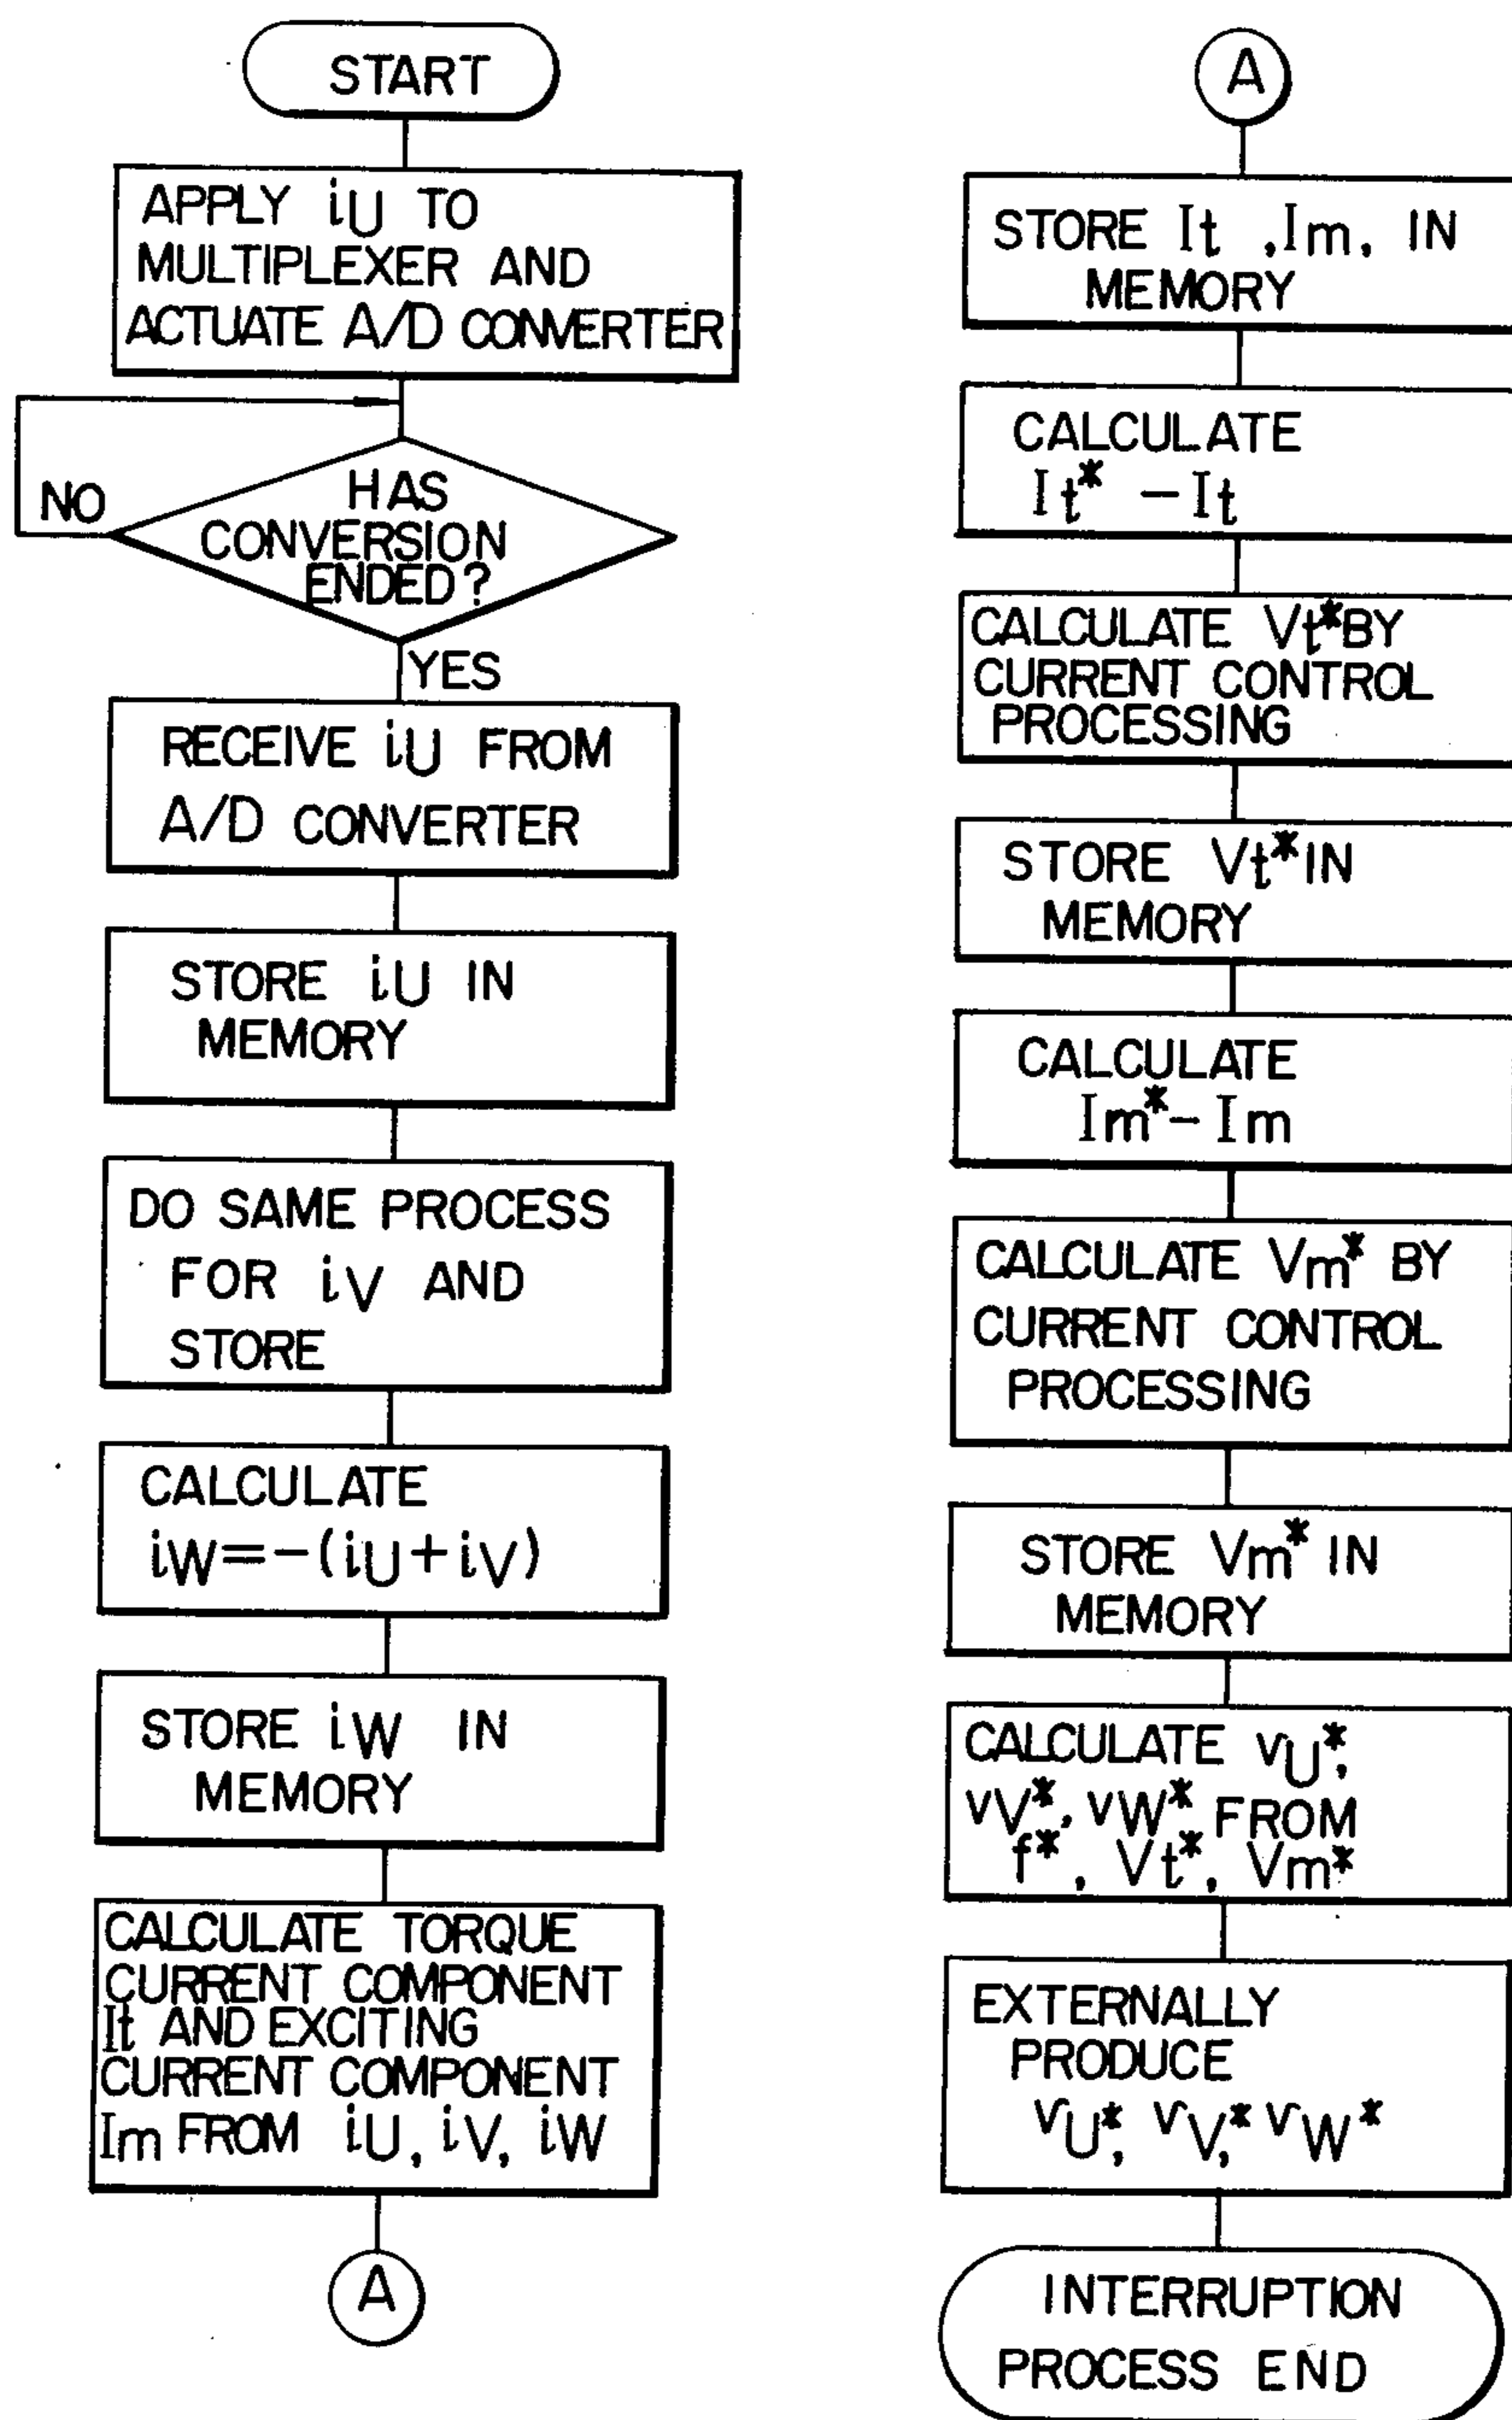 START
APPLY iU TO
MULTIPLEXER AND
ACTUATE A/D CONVERTER
NO
HAS
CONVERSION
ENDED?
YES
RECEIVE iU FROM
A/D CONVERTER
STORE iU IN
MEMORY
DO SAME PROCESS
FOR iV AND
STORE
CALCULATE
iW=-(iU+iV)
STORE iW IN
MEMORY
CALCULATE TORQUE
CURRENT COMPONENT
It AND EXCITING
CURRENT COMPONENT
Im FROM iU, iV, iW
A
A
STORE It ,Im, IN
MEMORY
CALCULATE
It* -It
CALCULATE Vt* BY
CURRENT CONTROL
PROCESSING
STORE Vt* IN
MEMORY
CALCULATE
Im*- Im
CALCULATE Vm* BY
CURRENT CONTROL
PROCESSING
STORE Vm* IN
MEMORY
CALCULATE vU*,
vV*, vW* FROM
f*, Vt*, Vm*
EXTERNALLY
PRODUCE
vU*, vV,* vW*
INTERRUPTION
PROCESS END